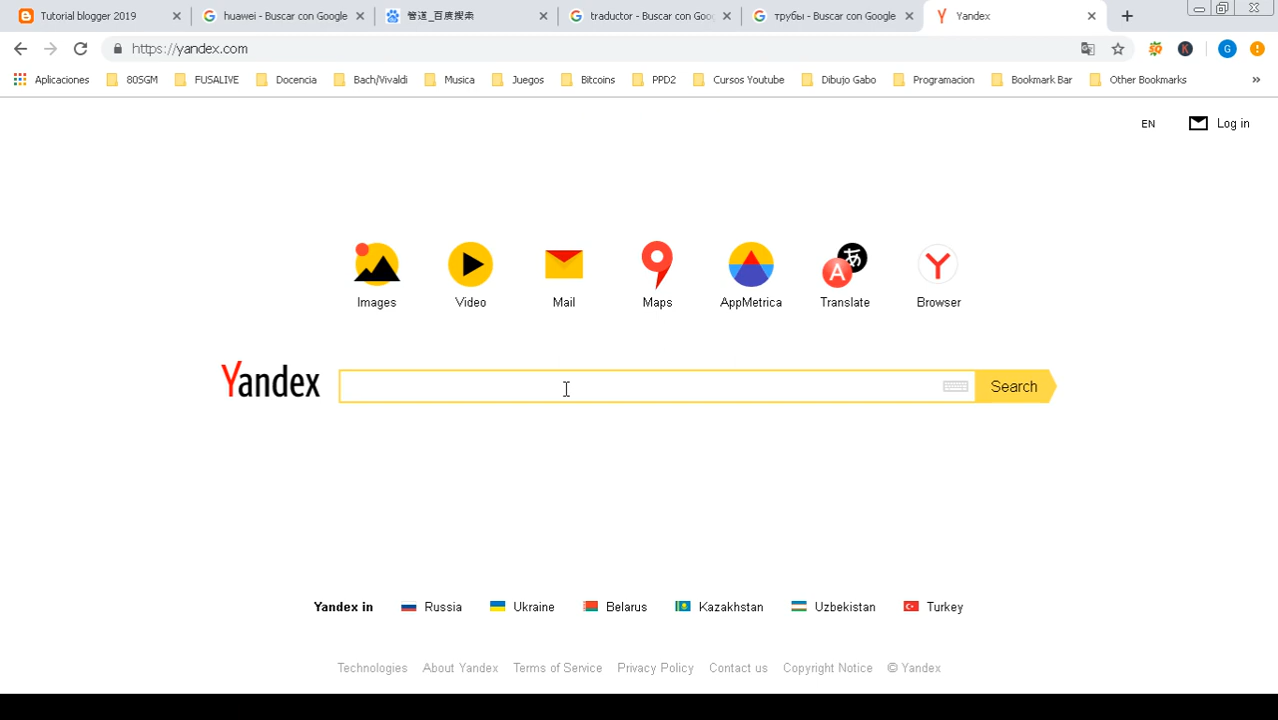 Tutorial blogger 2019 huawei - Buscar con Google 管道_百度搜索 traductor - Buscar con Goog трубы - Buscar con Google Yandex
https://yandex.com
Aplicaciones 80SGM FUSALIVE Docencia Bach/Vivaldi Musica Juegos Bitcoins PPD2 Cursos Youtube Dibujo Gabo Programacion Bookmark Bar Other Bookmarks »
EN Log in
Images Video Mail Maps AppMetrica Translate Browser
Yandex Search
Yandex in Russia Ukraine Belarus Kazakhstan Uzbekistan Turkey
Technologies About Yandex Terms of Service Privacy Policy Contact us Copyright Notice © Yandex